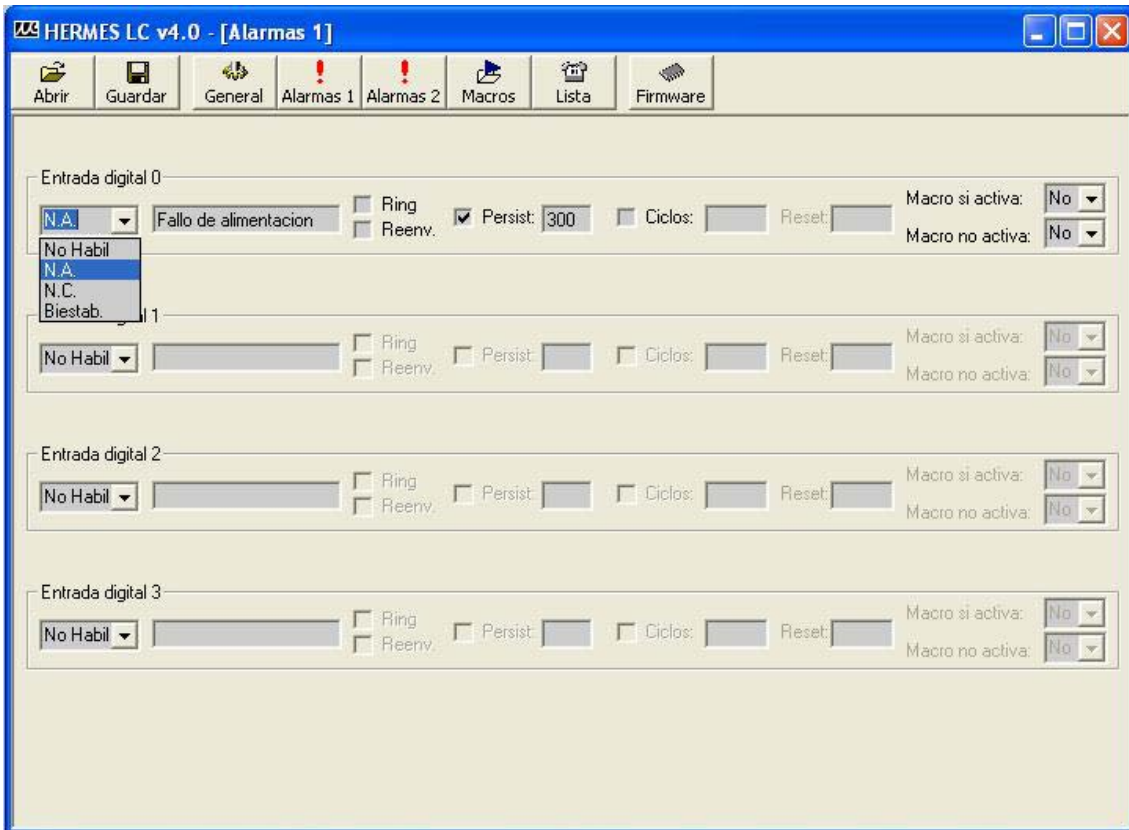 HERMES LC v4.0 - [Alarmas 1]
Abrir Guardar General Alarmas 1 Alarmas 2 Macros Lista Firmware
Entrada digital 0
N.A. Fallo de alimentacion Ring Reenv. Persist: 300 Ciclos: Reset: Macro si activa: No
Macro no activa: No
No Habil
N.A.
N.C.
Biestab.
1
No Habil Ring Reenv. Persist: Ciclos: Reset: Macro si activa: No
Macro no activa: No
Entrada digital 2
No Habil Ring Reenv. Persist: Ciclos: Reset: Macro si activa: No
Macro no activa: No
Entrada digital 3
No Habil Ring Reenv. Persist: Ciclos: Reset: Macro si activa: No
Macro no activa: No